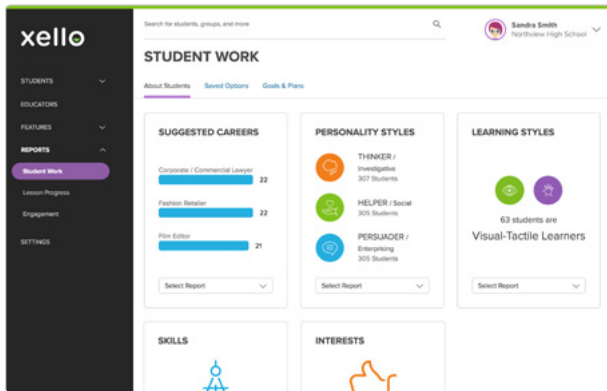 xello
Search for students, groups, and more
Sandra Smith
Northview High School
STUDENT WORK
About Students
Saved Options
Goals & Plans
STUDENTS
EDUCATORS
FEATURES
REPORTS
Student Work
Lesson Progress
Engagement
SETTINGS
SUGGESTED CAREERS
Corporate / Commercial Lawyer
22
Fashion Retailer
22
Film Editor
21
Select Report
PERSONALITY STYLES
THINKER /
Investigative
307 Students
HELPER / Social
305 Students
PERSUADER /
Enterprising
305 Students
Select Report
LEARNING STYLES
63 students are
Visual-Tactile Learners
Select Report
SKILLS
INTERESTS